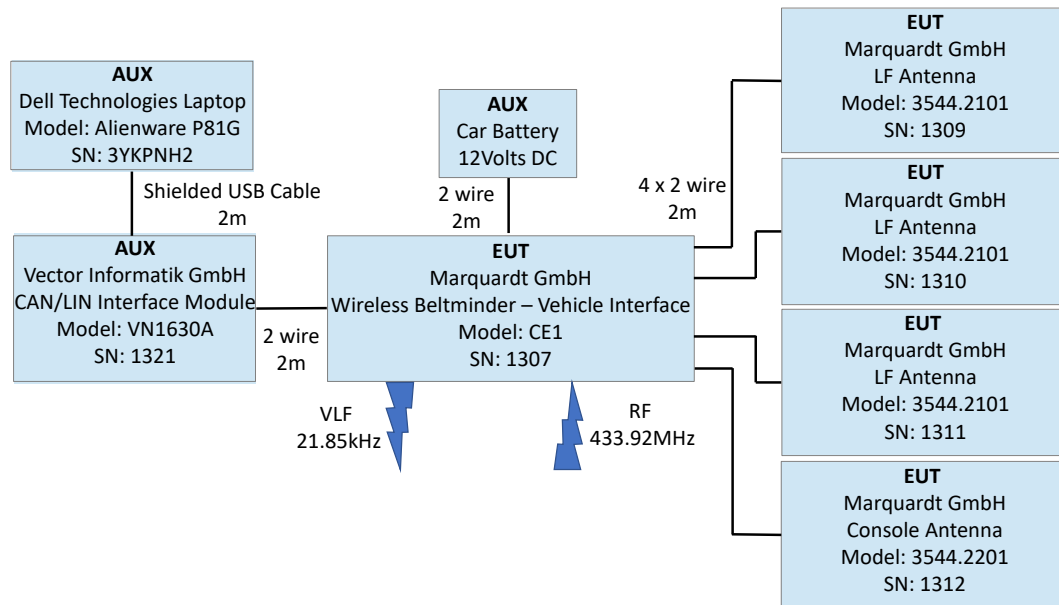 AUX
Dell Technologies Laptop
Model: Alienware P81G
SN: 3YKPNH2
Shielded USB Cable
2m
AUX
Vector Informatik GmbH
CAN/LIN Interface Module
Model: VN1630A
SN: 1321
2 wire
2m
AUX
Car Battery
12Volts DC
2 wire
2m
EUT
Marquardt GmbH
Wireless Beltminder – Vehicle Interface
Model: CE1
SN: 1307
VLF
21.85kHz
RF
433.92MHz
4 x 2 wire
2m
EUT
Marquardt GmbH
LF Antenna
Model: 3544.2101
SN: 1309
EUT
Marquardt GmbH
LF Antenna
Model: 3544.2101
SN: 1310
EUT
Marquardt GmbH
LF Antenna
Model: 3544.2101
SN: 1311
EUT
Marquardt GmbH
Console Antenna
Model: 3544.2201
SN: 1312